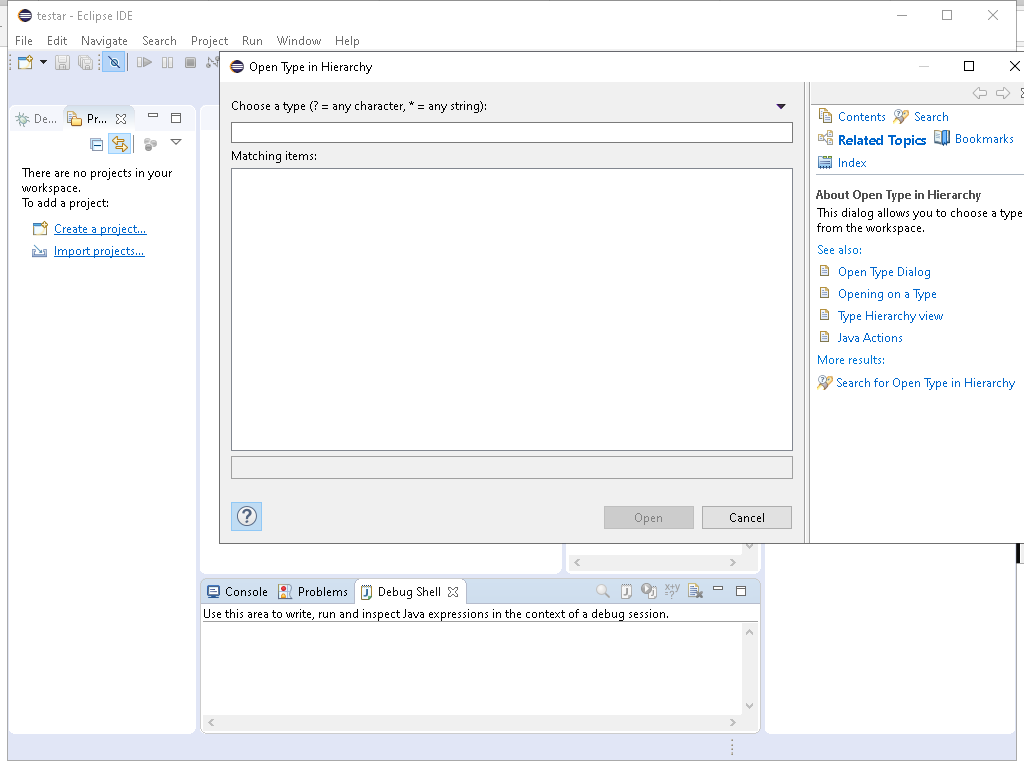 testar - Eclipse IDE
File Edit Navigate Search Project Run Window Help
Open Type in Hierarchy
De... Pr...
There are no projects in your
workspace.
To add a project:
Create a project...
Import projects...
Choose a type (? = any character, * = any string):
Matching items:
Open Cancel
Contents Search
Related Topics Bookmarks
Index
About Open Type in Hierarchy
This dialog allows you to choose a type
from the workspace.
See also:
Open Type Dialog
Opening on a Type
Type Hierarchy view
Java Actions
More results:
Search for Open Type in Hierarchy
Console Problems Debug Shell
Use this area to write, run and inspect Java expressions in the context of a debug session.